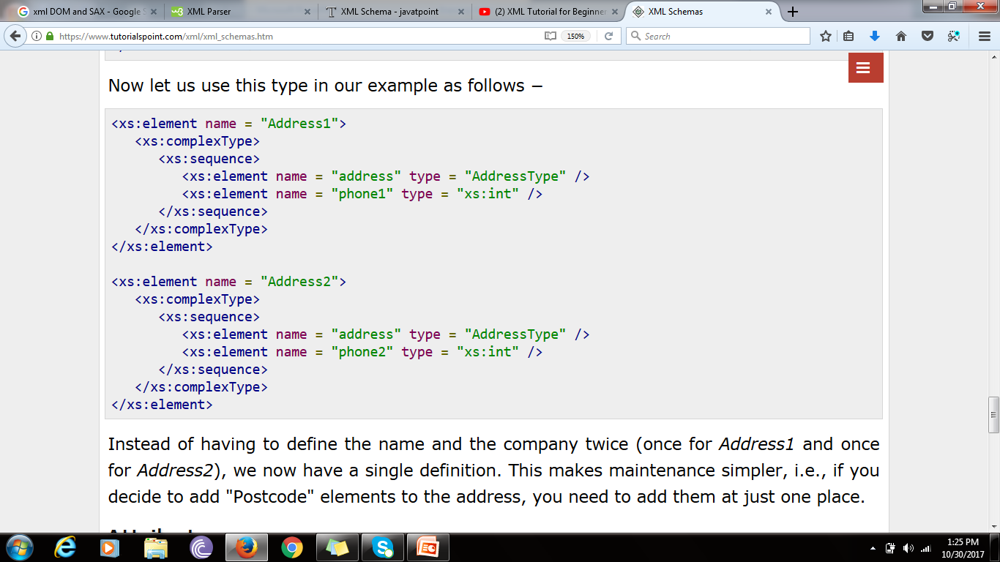 xml DOM and SAX - Google S
XML Parser
XML Schema - javatpoint
(2) XML Tutorial for Beginner
XML Schemas
https://www.tutorialspoint.com/xml/xml_schemas.htm
150%
Search
Now let us use this type in our example as follows −
<xs:element name = "Address1">
   <xs:complexType>
      <xs:sequence>
         <xs:element name = "address" type = "AddressType" />
         <xs:element name = "phone1" type = "xs:int" />
      </xs:sequence>
   </xs:complexType>
</xs:element>
<xs:element name = "Address2">
   <xs:complexType>
      <xs:sequence>
         <xs:element name = "address" type = "AddressType" />
         <xs:element name = "phone2" type = "xs:int" />
      </xs:sequence>
   </xs:complexType>
</xs:element>
Instead of having to define the name and the company twice (once for Address1 and once
for Address2), we now have a single definition. This makes maintenance simpler, i.e., if you
decide to add "Postcode" elements to the address, you need to add them at just one place.
1:25 PM
10/30/2017